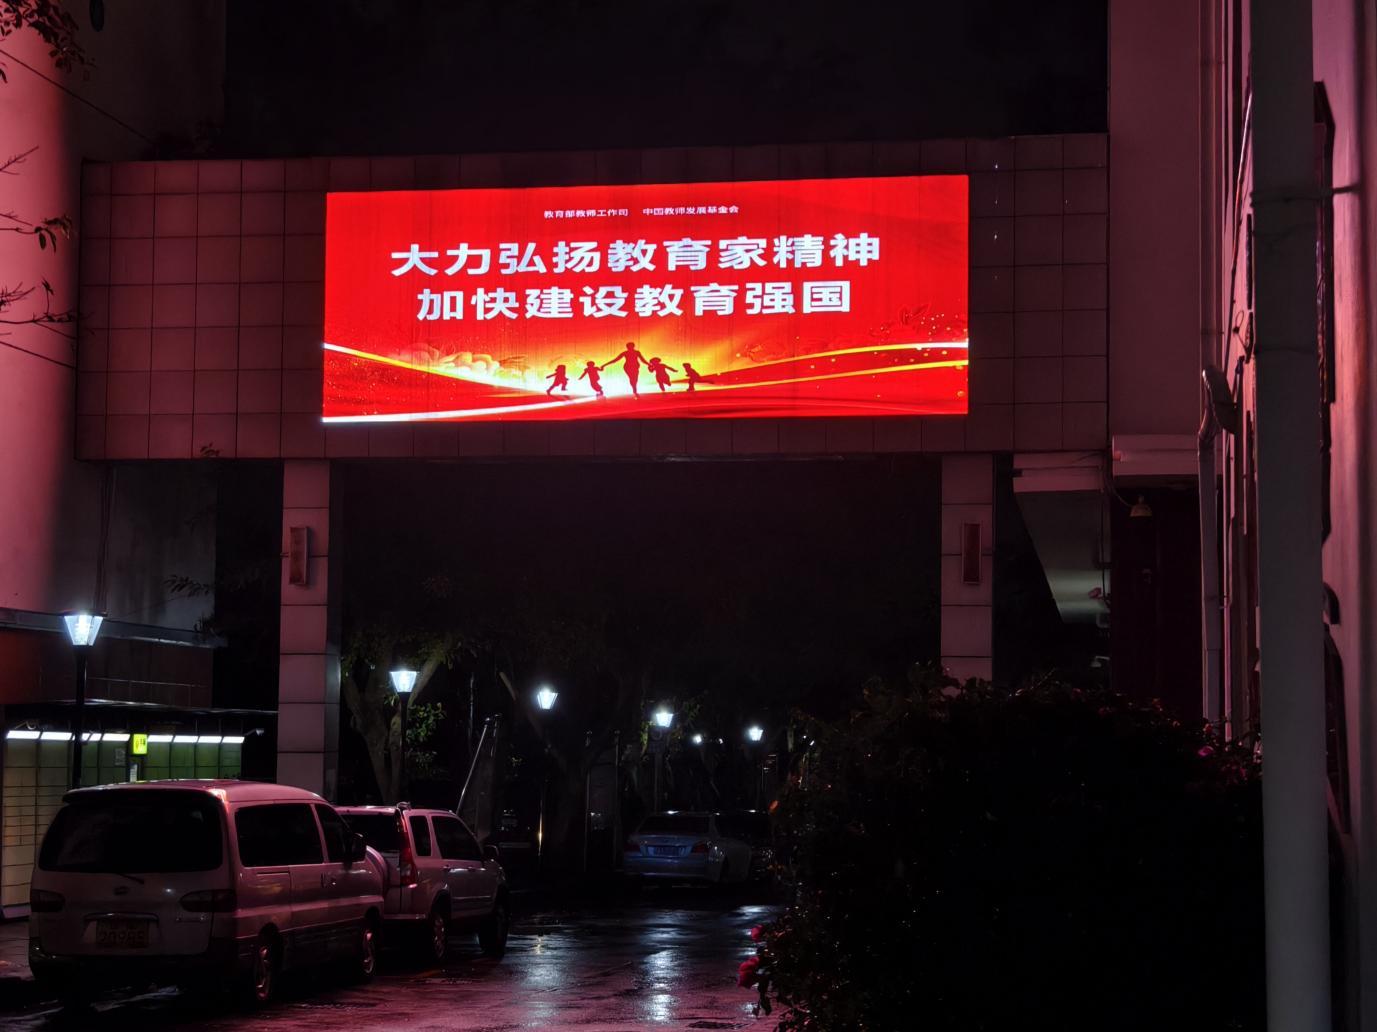 教育部教师工作司 中国教师发展基金会
大力弘扬教育家精神
加快建设教育强国